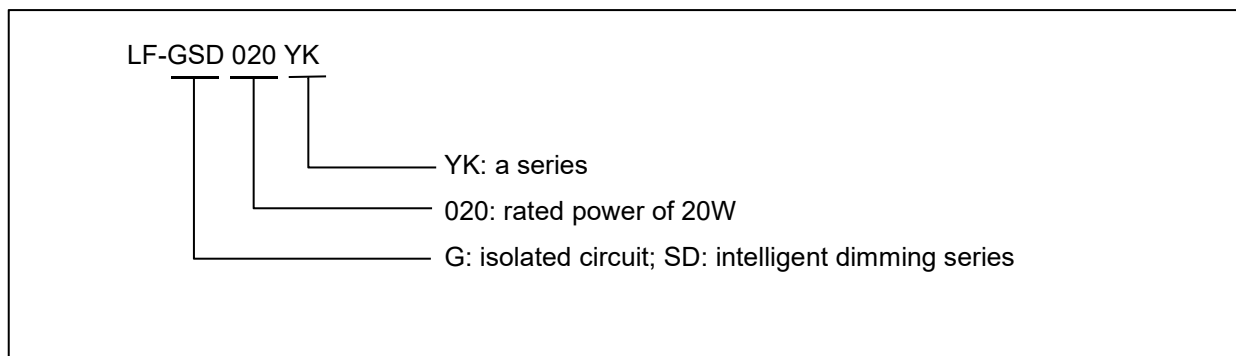 LF-GSD 020 YK
YK: a series
020: rated power of 20W
G: isolated circuit; SD: intelligent dimming series